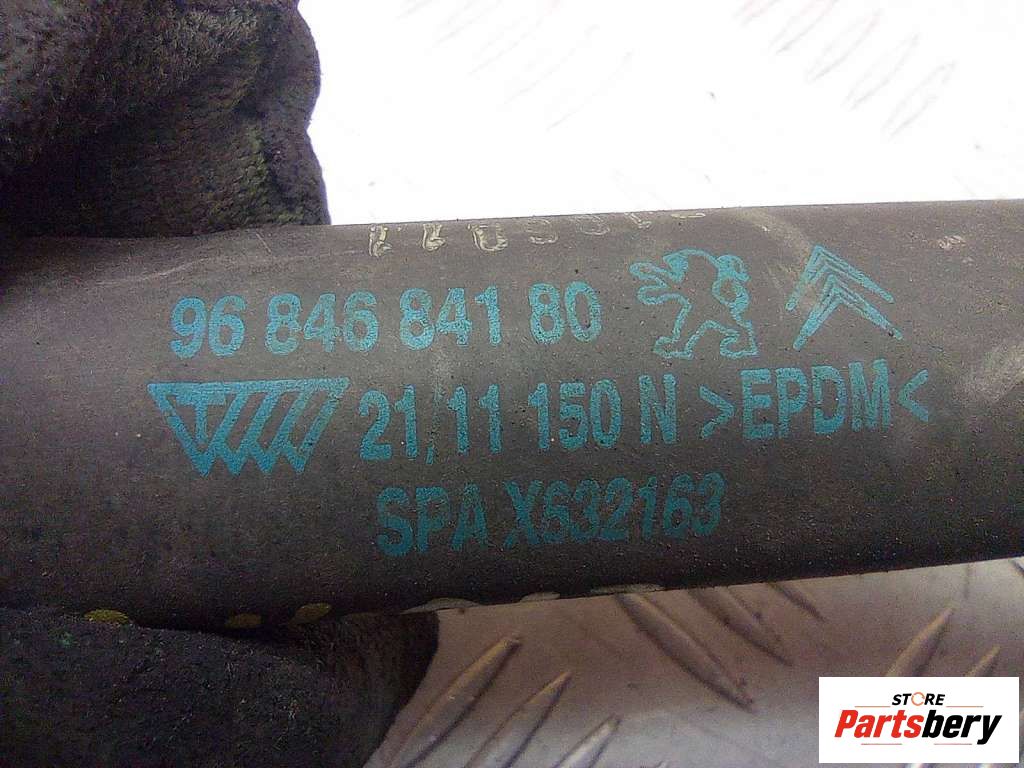 96 846 841 80
T 21,11 150 N >EPDM<
SPA X632163
STORE
Partsbery